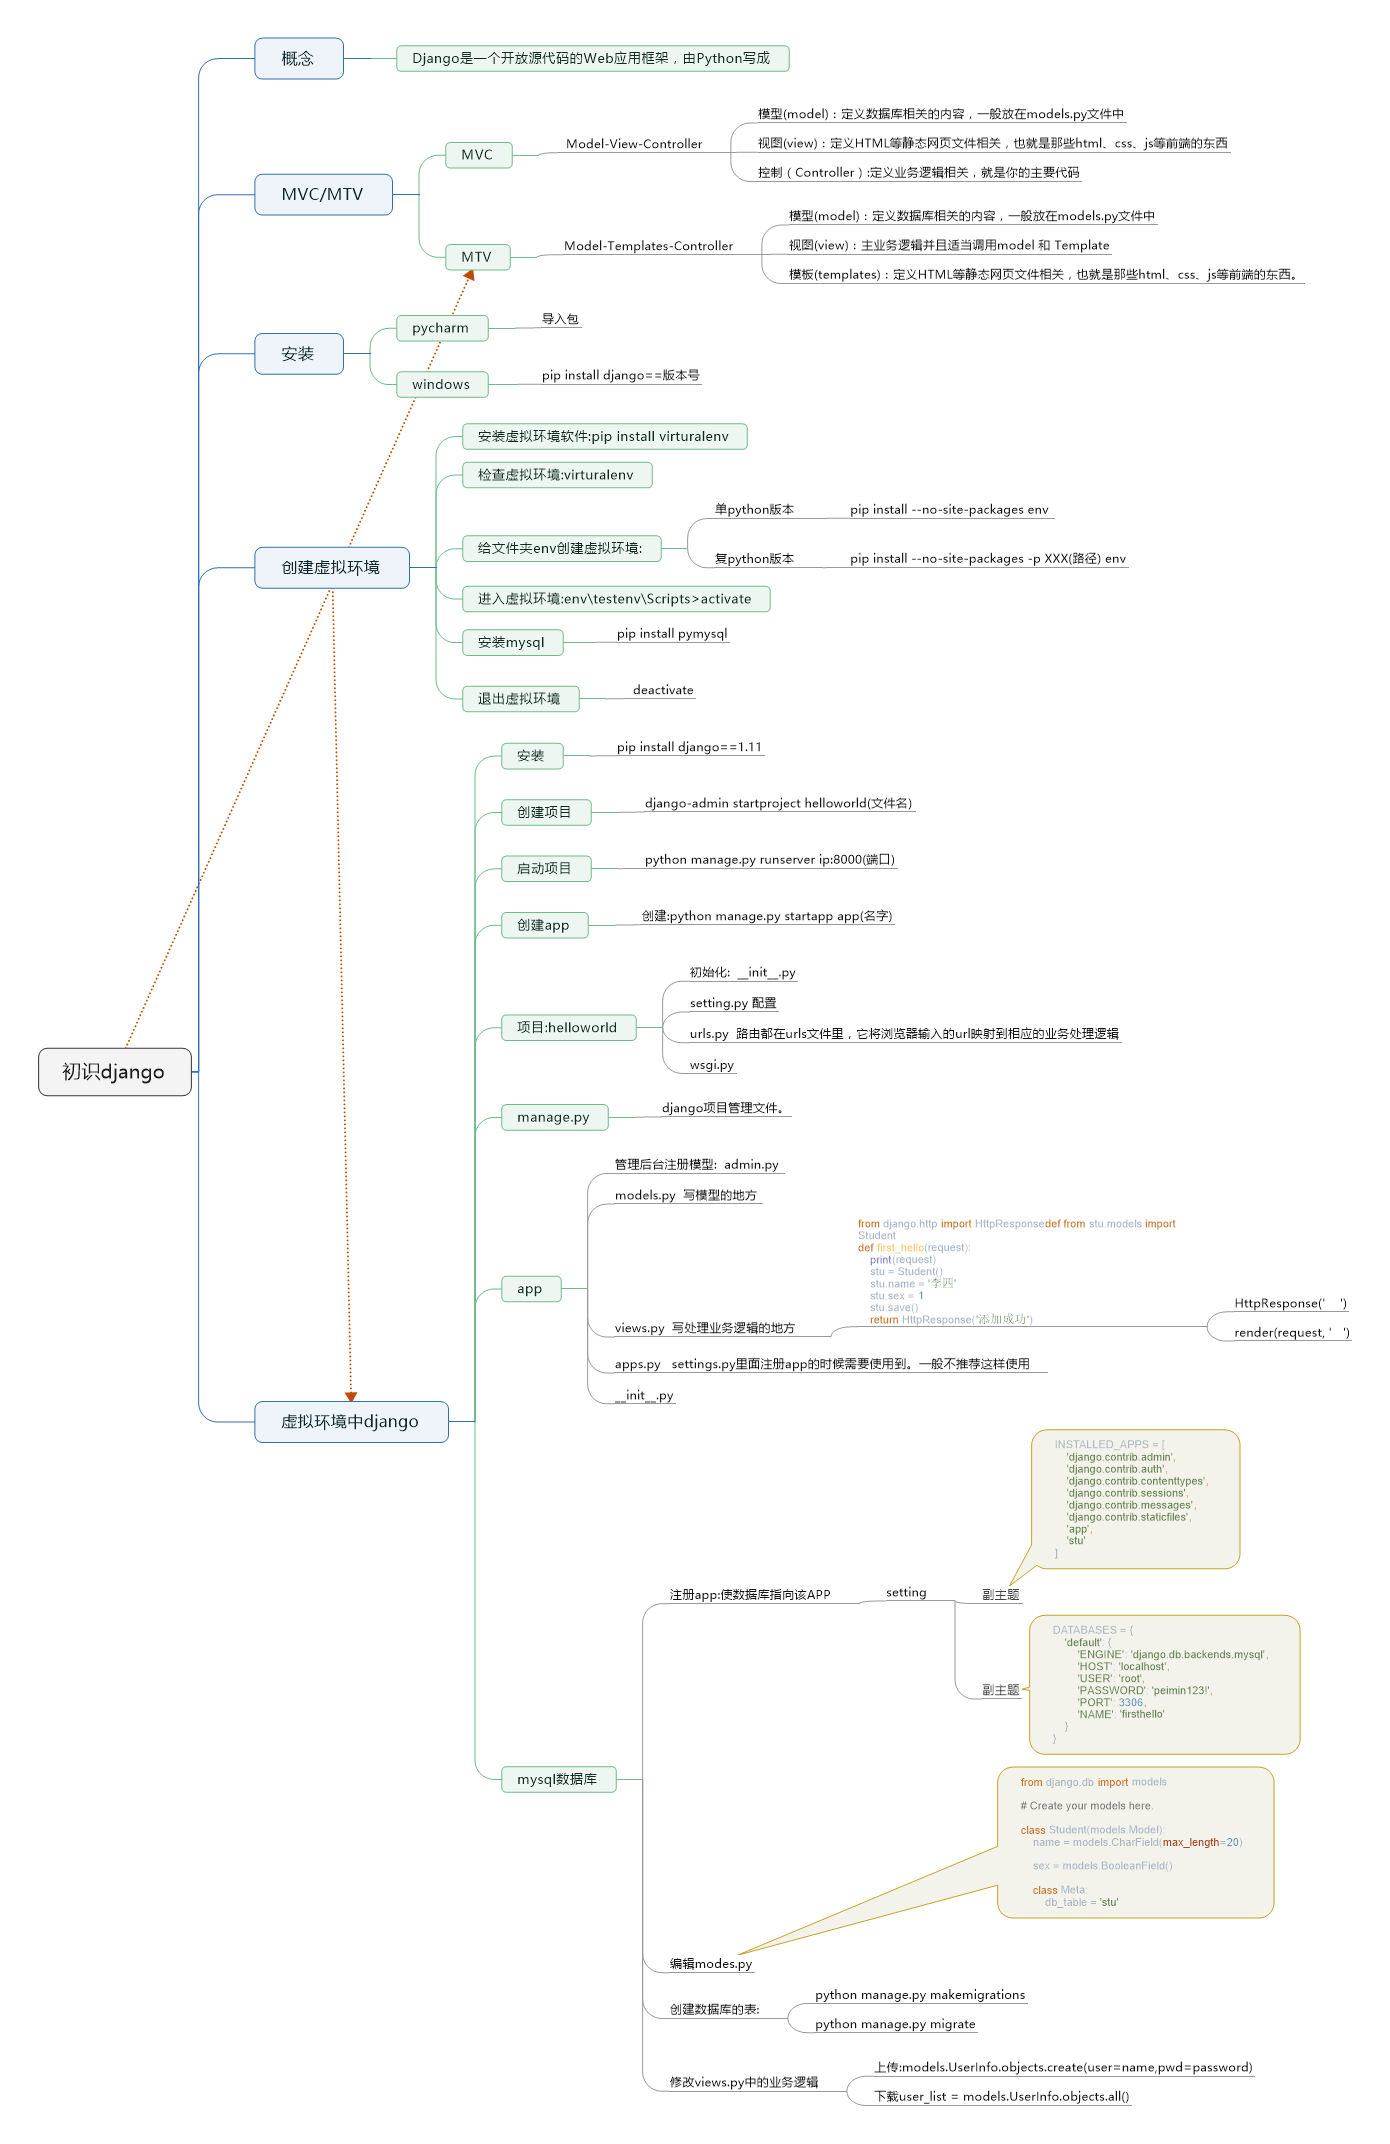 初识django
概念
Django是一个开放源代码的Web应用框架，由Python写成
MVC/MTV
MVC
Model-View-Controller
模型(model)：定义数据库相关的内容，一般放在models.py文件中
视图(view)：定义HTML等静态网页文件相关，也就是那些html、css、js等前端的东西
控制（Controller）:定义业务逻辑相关，就是你的主要代码
MTV
Model-Templates-Controller
模型(model)：定义数据库相关的内容，一般放在models.py文件中
视图(view)：主业务逻辑并且适当调用model 和 Template
模板(templates)：定义HTML等静态网页文件相关，也就是那些html、css、js等前端的东西。
安装
pycharm
导入包
windows
pip install django==版本号
创建虚拟环境
安装虚拟环境软件:pip install virturalenv
检查虚拟环境:virturalenv
给文件夹env创建虚拟环境:
单python版本
pip install --no-site-packages env
复python版本
pip install --no-site-packages -p XXX(路径) env
进入虚拟环境:env\testenv\Scripts>activate
安装mysql
pip install pymysql
退出虚拟环境
deactivate
虚拟环境中django
安装
pip install django==1.11
创建项目
django-admin startproject helloworld(文件名)
启动项目
python manage.py runserver ip:8000(端口)
创建app
创建:python manage.py startapp app(名字)
项目:helloworld
初始化: __init__.py
setting.py 配置
urls.py 路由都在urls文件里，它将浏览器输入的url映射到相应的业务处理逻辑
wsgi.py
manage.py
django项目管理文件。
app
管理后台注册模型: admin.py
models.py 写模型的地方
views.py 写处理业务逻辑的地方
from django.http import HttpResponsedef from stu.models import
Student
def first_hello(request):
print(request)
stu = Student()
stu.name = '李四'
stu.sex = 1
stu.save()
return HttpResponse('添加成功')
HttpResponse(' ')
render(request, ' ')
apps.py settings.py里面注册app的时候需要使用到。一般不推荐这样使用
__init__.py
mysql数据库
注册app:使数据库指向该APP
setting
副主题
INSTALLED_APPS = [
'django.contrib.admin',
'django.contrib.auth',
'django.contrib.contenttypes',
'django.contrib.sessions',
'django.contrib.messages',
'django.contrib.staticfiles',
'app',
'stu'
]
副主题
DATABASES = {
'default': {
'ENGINE': 'django.db.backends.mysql',
'HOST': 'localhost',
'USER': 'root',
'PASSWORD': 'peimin123!',
'PORT': 3306,
'NAME': 'firsthello'
}
}
编辑modes.py
from django.db import models
# Create your models here.
class Student(models.Model):
name = models.CharField(max_length=20)
sex = models.BooleanField()
class Meta:
db_table = 'stu'
创建数据库的表:
python manage.py makemigrations
python manage.py migrate
修改views.py中的业务逻辑
上传:models.UserInfo.objects.create(user=name,pwd=password)
下载user_list = models.UserInfo.objects.all()